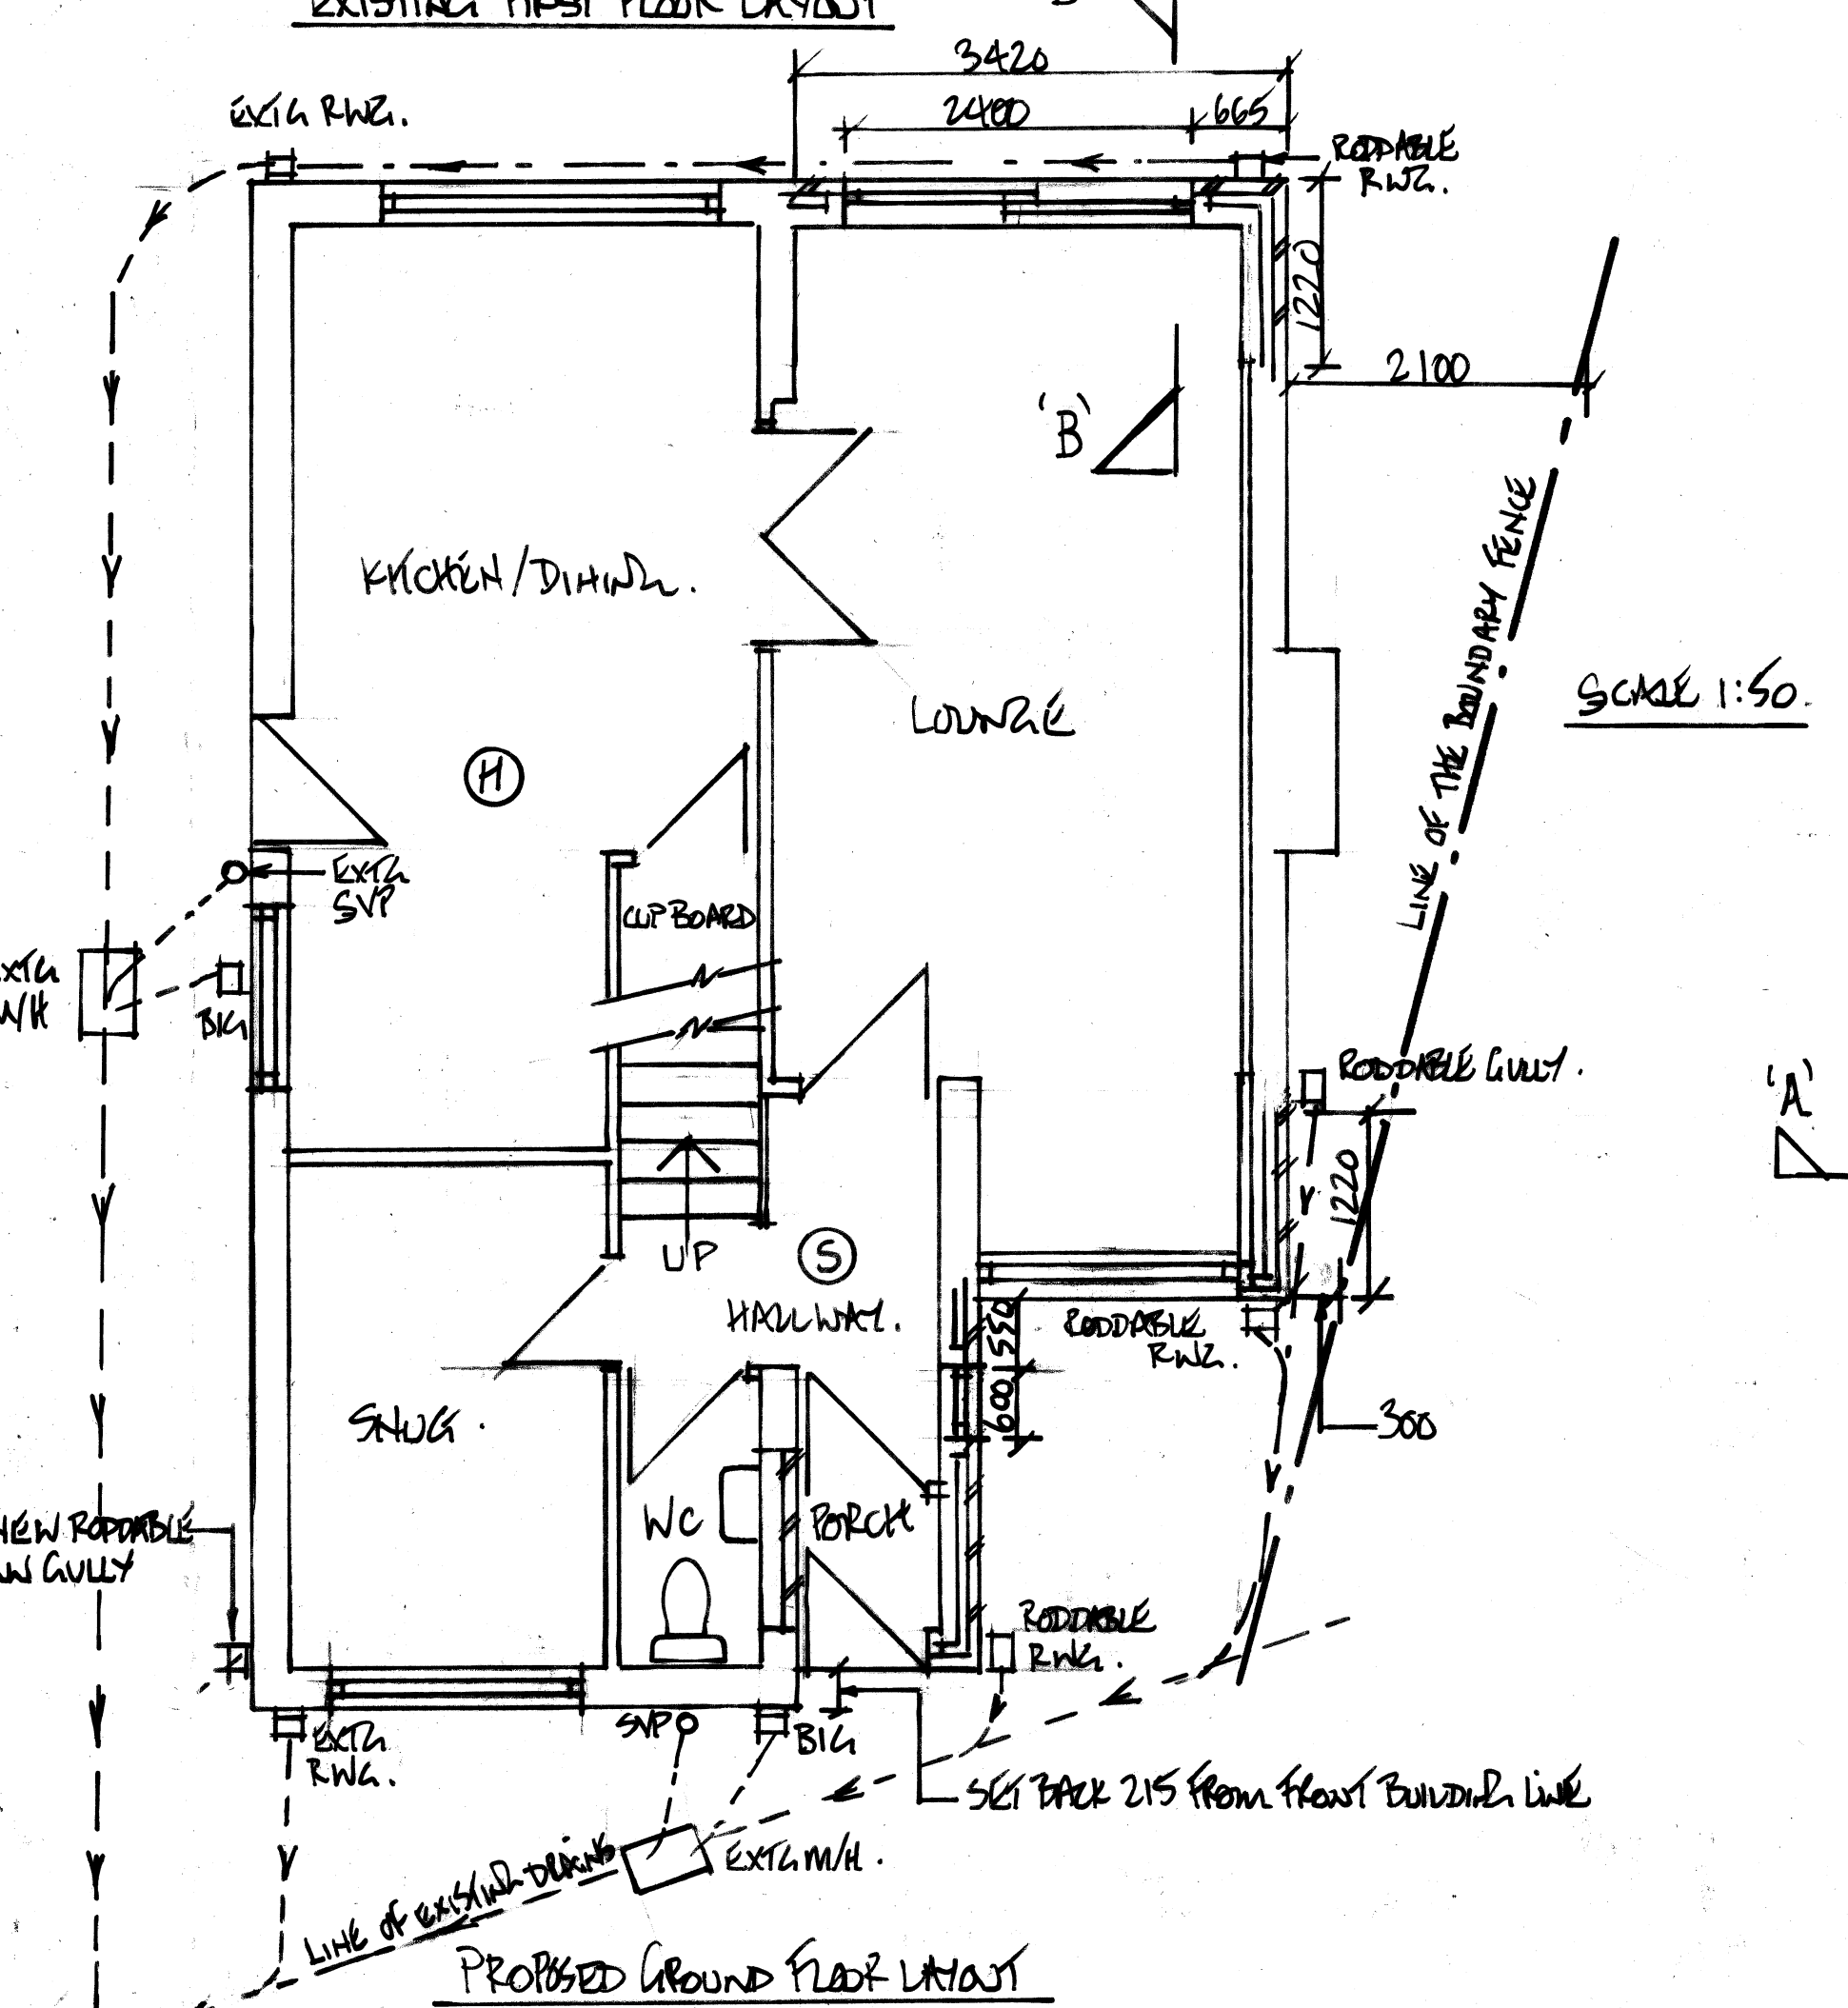 EXISTING FIRST FLOOR LAYOUT
3420
2400
665
EXTG RWG.
RODDABLE
RWG.
1220
2100
'B'
KITCHEN/DINING.
LOUNGE
LINE OF THE BOUNDARY FENCE
SCALE 1:50.
H
EXTG
SVP
CUPBOARD
EXTG
M/H
BIG
RODDABLE GULLY.
'A'
1220
UP
S
HALLWAY.
550
RODDABLE
RWG.
600
300
SNUG.
WC
PORCH
NEW RODDABLE
GULLY
RODDABLE
RWG.
SVP
BIG
EXTG
RWG.
SET BACK 215 FROM FRONT BUILDING LINE
EXTG M/H.
LINE OF EXISTING DRAINS
PROPOSED GROUND FLOOR LAYOUT